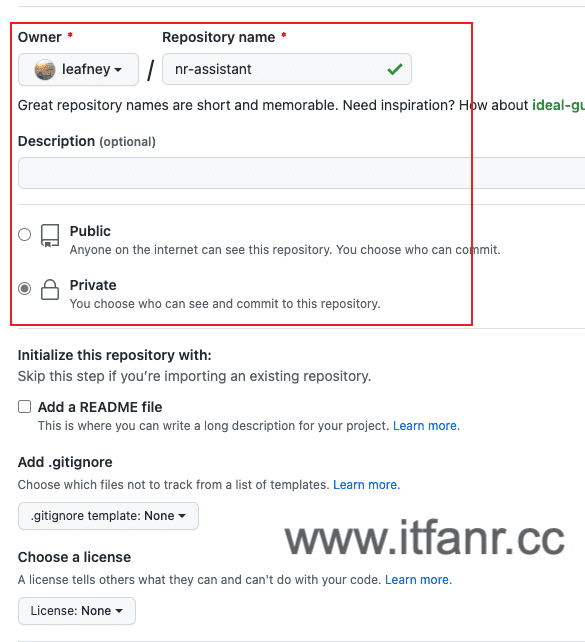 Owner * Repository name *
leafney / nr-assistant
Great repository names are short and memorable. Need inspiration? How about ideal-gu
Description (optional)
Public
Anyone on the internet can see this repository. You choose who can commit.
Private
You choose who can see and commit to this repository.
Initialize this repository with:
Skip this step if you’re importing an existing repository.
Add a README file
This is where you can write a long description for your project. Learn more.
Add .gitignore
Choose which files not to track from a list of templates. Learn more.
.gitignore template: None
www.itfanr.cc
Choose a license
A license tells others what they can and can't do with your code. Learn more.
License: None